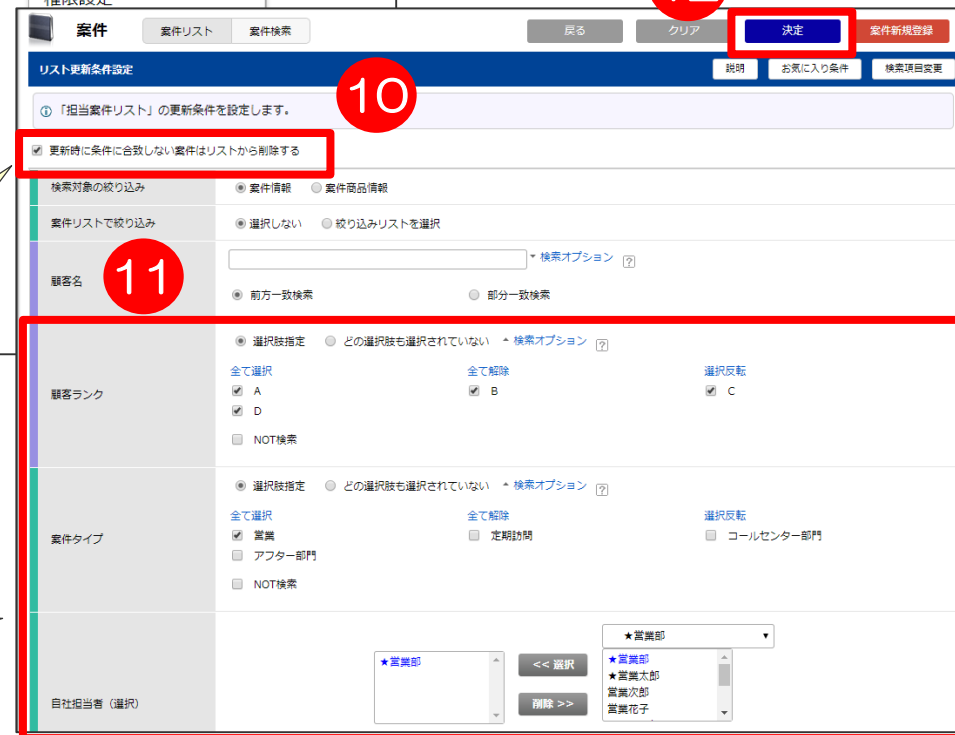 権限設定
案件 案件リスト 案件検索 戻る クリア 決定 案件新規登録
リスト更新条件設定 説明 お気に入り条件 検索項目変更
10
「担当案件リスト」の更新条件を設定します。
更新時に条件に合致しない案件はリストから削除する
検索対象の絞り込み 案件情報 案件商品情報
案件リストで絞り込み 選択しない 絞り込みリストを選択
11
顧客名 検索オプション ?
前方一致検索 部分一致検索
選択肢指定 どの選択肢も選択されていない 検索オプション ?
全て選択 全て解除 選択反転
顧客ランク
A B C
D
NOT検索
選択肢指定 どの選択肢も選択されていない 検索オプション ?
全て選択 全て解除 選択反転
案件タイプ
営業 定期訪問 コールセンター部門
アフター部門
NOT検索
自社担当者（選択）
★営業部
★営業部 << 選択 ★営業部
★営業太郎
営業次郎
削除 >> 営業花子